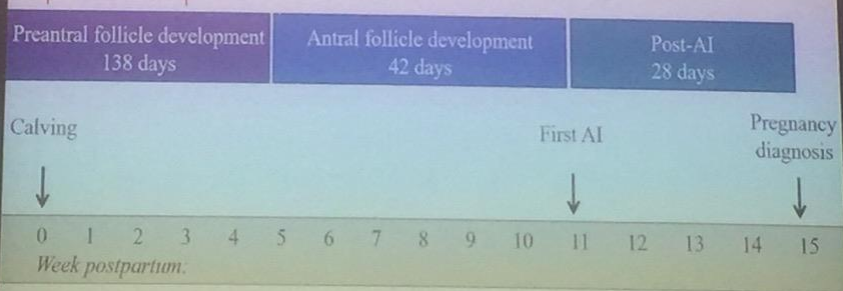 Preantral follicle development
138 days
Antral follicle development
42 days
Post-AI
28 days
Calving
First AI
Pregnancy
diagnosis
0 1 2 3 4 5 6 7 8 9 10 11 12 13 14 15
Week postpartum: